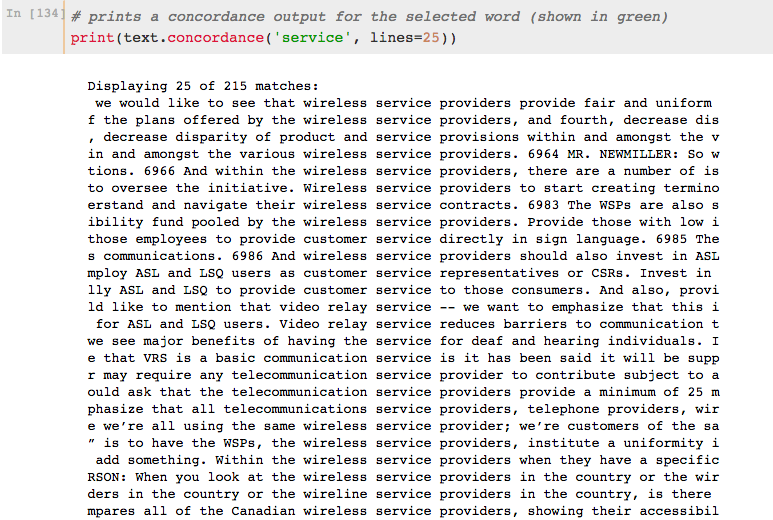 In [134]
# prints a concordance output for the selected word (shown in green)
print(text.concordance('service', lines=25))
Displaying 25 of 215 matches:
we would like to see that wireless service providers provide fair and uniform
f the plans offered by the wireless service providers, and fourth, decrease dis
, decrease disparity of product and service provisions within and amongst the v
in and amongst the various wireless service providers. 6964 MR. NEWMILLER: So w
tions. 6966 And within the wireless service providers, there are a number of is
to oversee the initiative. Wireless service providers to start creating termino
erstand and navigate their wireless service contracts. 6983 The WSPs are also s
ibility fund pooled by the wireless service providers. Provide those with low i
those employees to provide customer service directly in sign language. 6985 The
s communications. 6986 And wireless service providers should also invest in ASL
mploy ASL and LSQ users as customer service representatives or CSRs. Invest in
lly ASL and LSQ to provide customer service to those consumers. And also, provi
ld like to mention that video relay service -- we want to emphasize that this i
for ASL and LSQ users. Video relay service reduces barriers to communication t
we see major benefits of having the service for deaf and hearing individuals. I
e that VRS is a basic communication service is it has been said it will be supp
r may require any telecommunication service provider to contribute subject to a
ould ask that the telecommunication service providers provide a minimum of 25 m
phasize that all telecommunications service providers, telephone providers, wir
e we’re all using the same wireless service provider; we’re customers of the sa
” is to have the WSPs, the wireless service providers, institute a uniformity i
add something. Within the wireless service providers when they have a specific
RSON: When you look at the wireless service providers in the country or the wir
ders in the country or the wireline service providers in the country, is there
mpares all of the Canadian wireless service providers, showing their accessibil